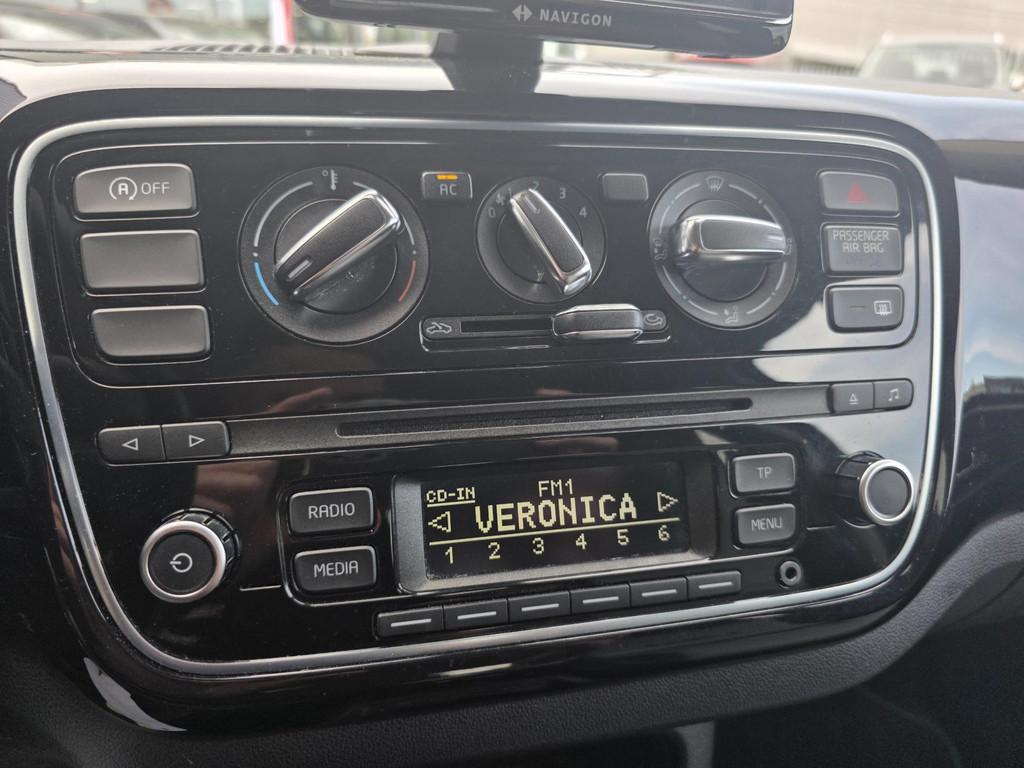 NAVIGON
A OFF
AC
0 1 2 3 4
PASSENGER
AIR BAG
RADIO
MEDIA
CD-IN FM1
VERONICA
1 2 3 4 5 6
TP
MENU